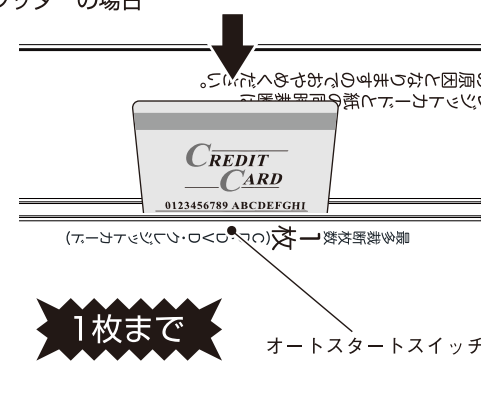 ッターの場合
の原因となりますのでおやめください。
ジットカードと紙の同時裁断は
CREDIT
CARD
0123456789 ABCDEFGHI
最多裁断枚数 1枚 (CD・DVD・クレジットカード)
1枚まで
オートスタートスイッチ